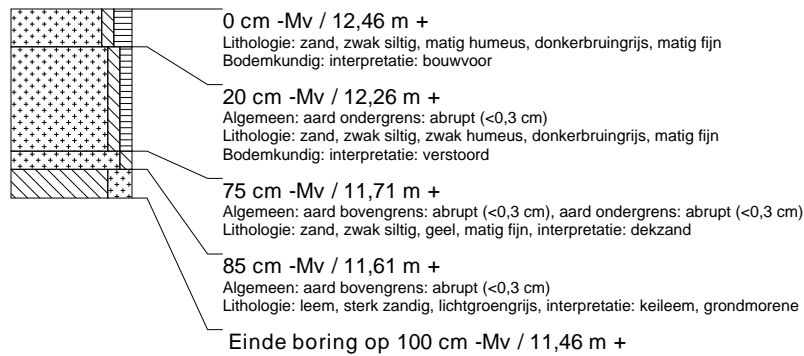 0 cm -Mv / 12,46 m +
Lithologie: zand, zwak siltig, matig humeus, donkerbruingrijs, matig fijn
Bodemkundig: interpretatie: bouwvoor
20 cm -Mv / 12,26 m +
Algemeen: aard ondergrens: abrupt (<0,3 cm)
Lithologie: zand, zwak siltig, zwak humeus, donkerbruingrijs, matig fijn
Bodemkundig: interpretatie: verstoord
75 cm -Mv / 11,71 m +
Algemeen: aard bovengrens: abrupt (<0,3 cm), aard ondergrens: abrupt (<0,3 cm)
Lithologie: zand, zwak siltig, geel, matig fijn, interpretatie: dekzand
85 cm -Mv / 11,61 m +
Algemeen: aard bovengrens: abrupt (<0,3 cm)
Lithologie: leem, sterk zandig, lichtgroengrijs, interpretatie: keileem, grondmorene
Einde boring op 100 cm -Mv / 11,46 m +